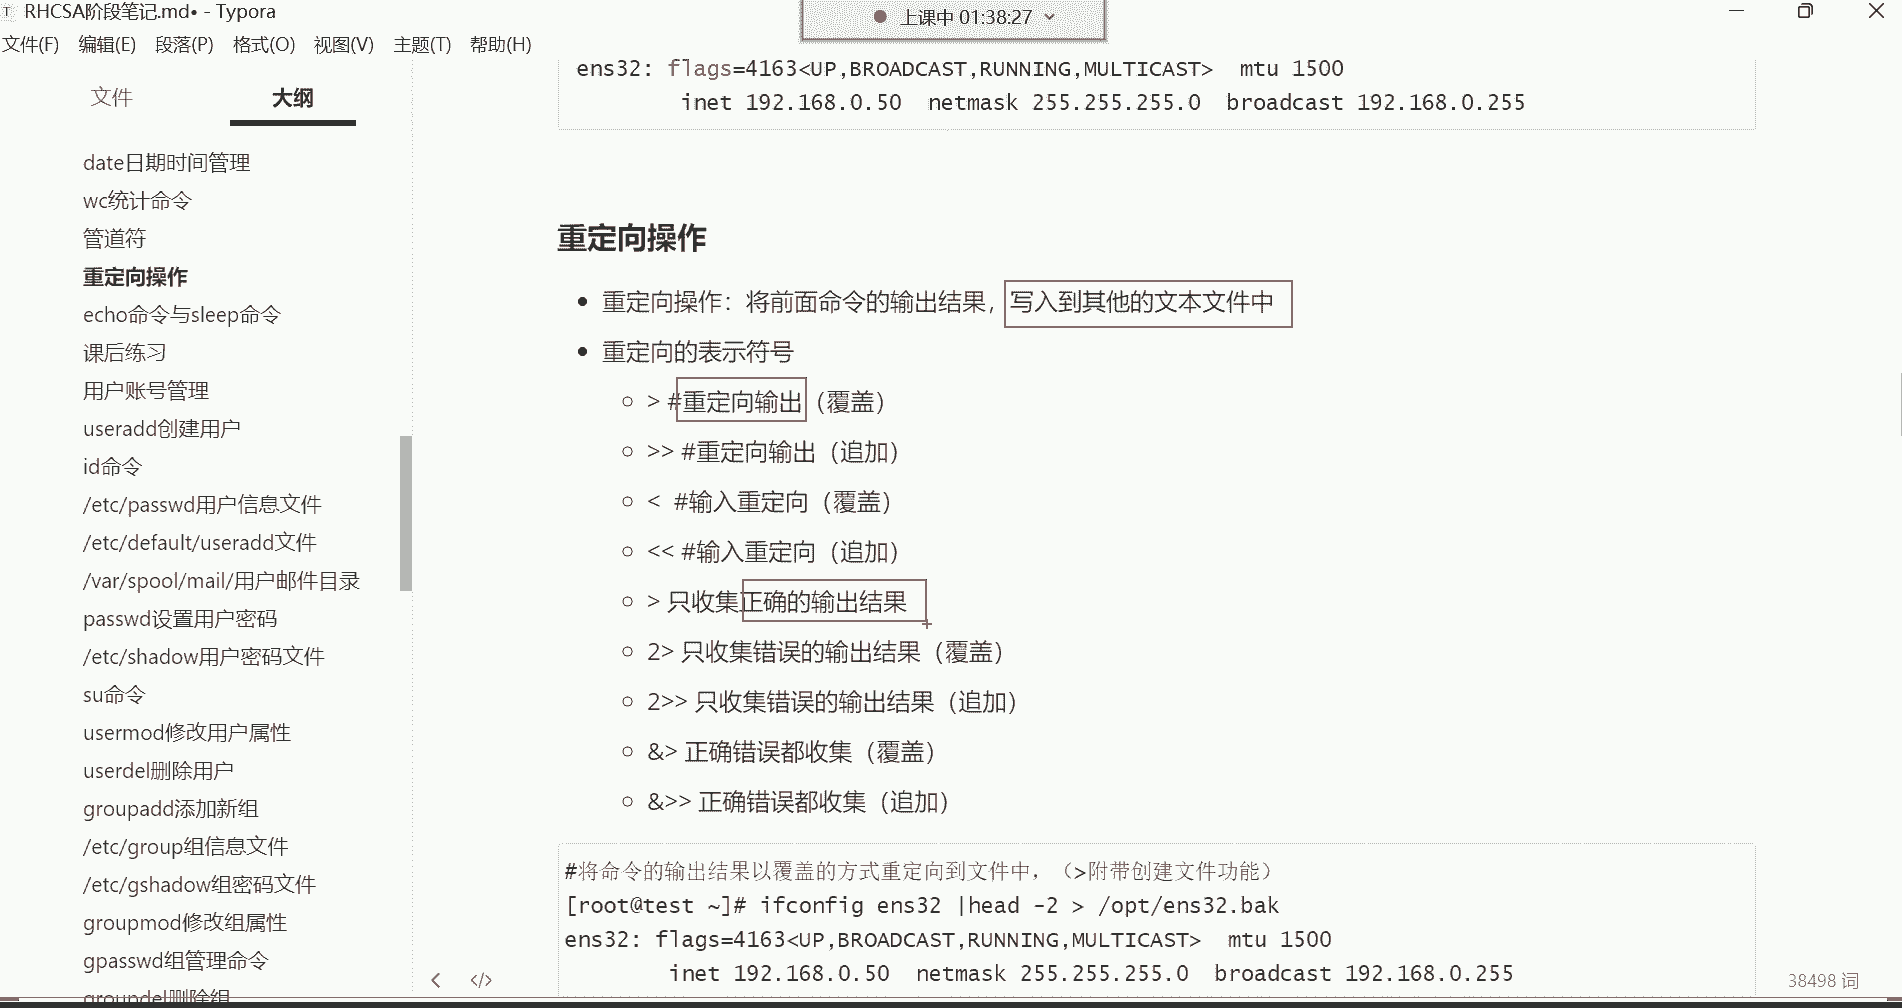 RHCSA阶段笔记.md• - Typora
上课中 01:38:27
文件(F) 编辑(E) 段落(P) 格式(O) 视图(V) 主题(T) 帮助(H)
文件 大纲
date日期时间管理
wc统计命令
管道符
重定向操作
echo命令与sleep命令
课后练习
用户账号管理
useradd创建用户
id命令
/etc/passwd用户信息文件
/etc/default/useradd文件
/var/spool/mail/用户邮件目录
passwd设置用户密码
/etc/shadow用户密码文件
su命令
usermod修改用户属性
userdel删除用户
groupadd添加新组
/etc/group组信息文件
/etc/gshadow组密码文件
groupmod修改组属性
gpasswd组管理命令
groupdel删除组
ens32: flags=4163<UP,BROADCAST,RUNNING,MULTICAST>  mtu 1500
inet 192.168.0.50  netmask 255.255.255.0  broadcast 192.168.0.255
重定向操作
重定向操作：将前面命令的输出结果，写入到其他的文本文件中
重定向的表示符号
> #重定向输出（覆盖）
>> #重定向输出（追加）
<  #输入重定向（覆盖）
<< #输入重定向（追加）
> 只收集正确的输出结果
2> 只收集错误的输出结果（覆盖）
2>> 只收集错误的输出结果（追加）
&> 正确错误都收集（覆盖）
&>> 正确错误都收集（追加）
#将命令的输出结果以覆盖的方式重定向到文件中，（>附带创建文件功能）
[root@test ~]# ifconfig ens32 |head -2 > /opt/ens32.bak
ens32: flags=4163<UP,BROADCAST,RUNNING,MULTICAST>  mtu 1500
inet 192.168.0.50  netmask 255.255.255.0  broadcast 192.168.0.255
38498 词